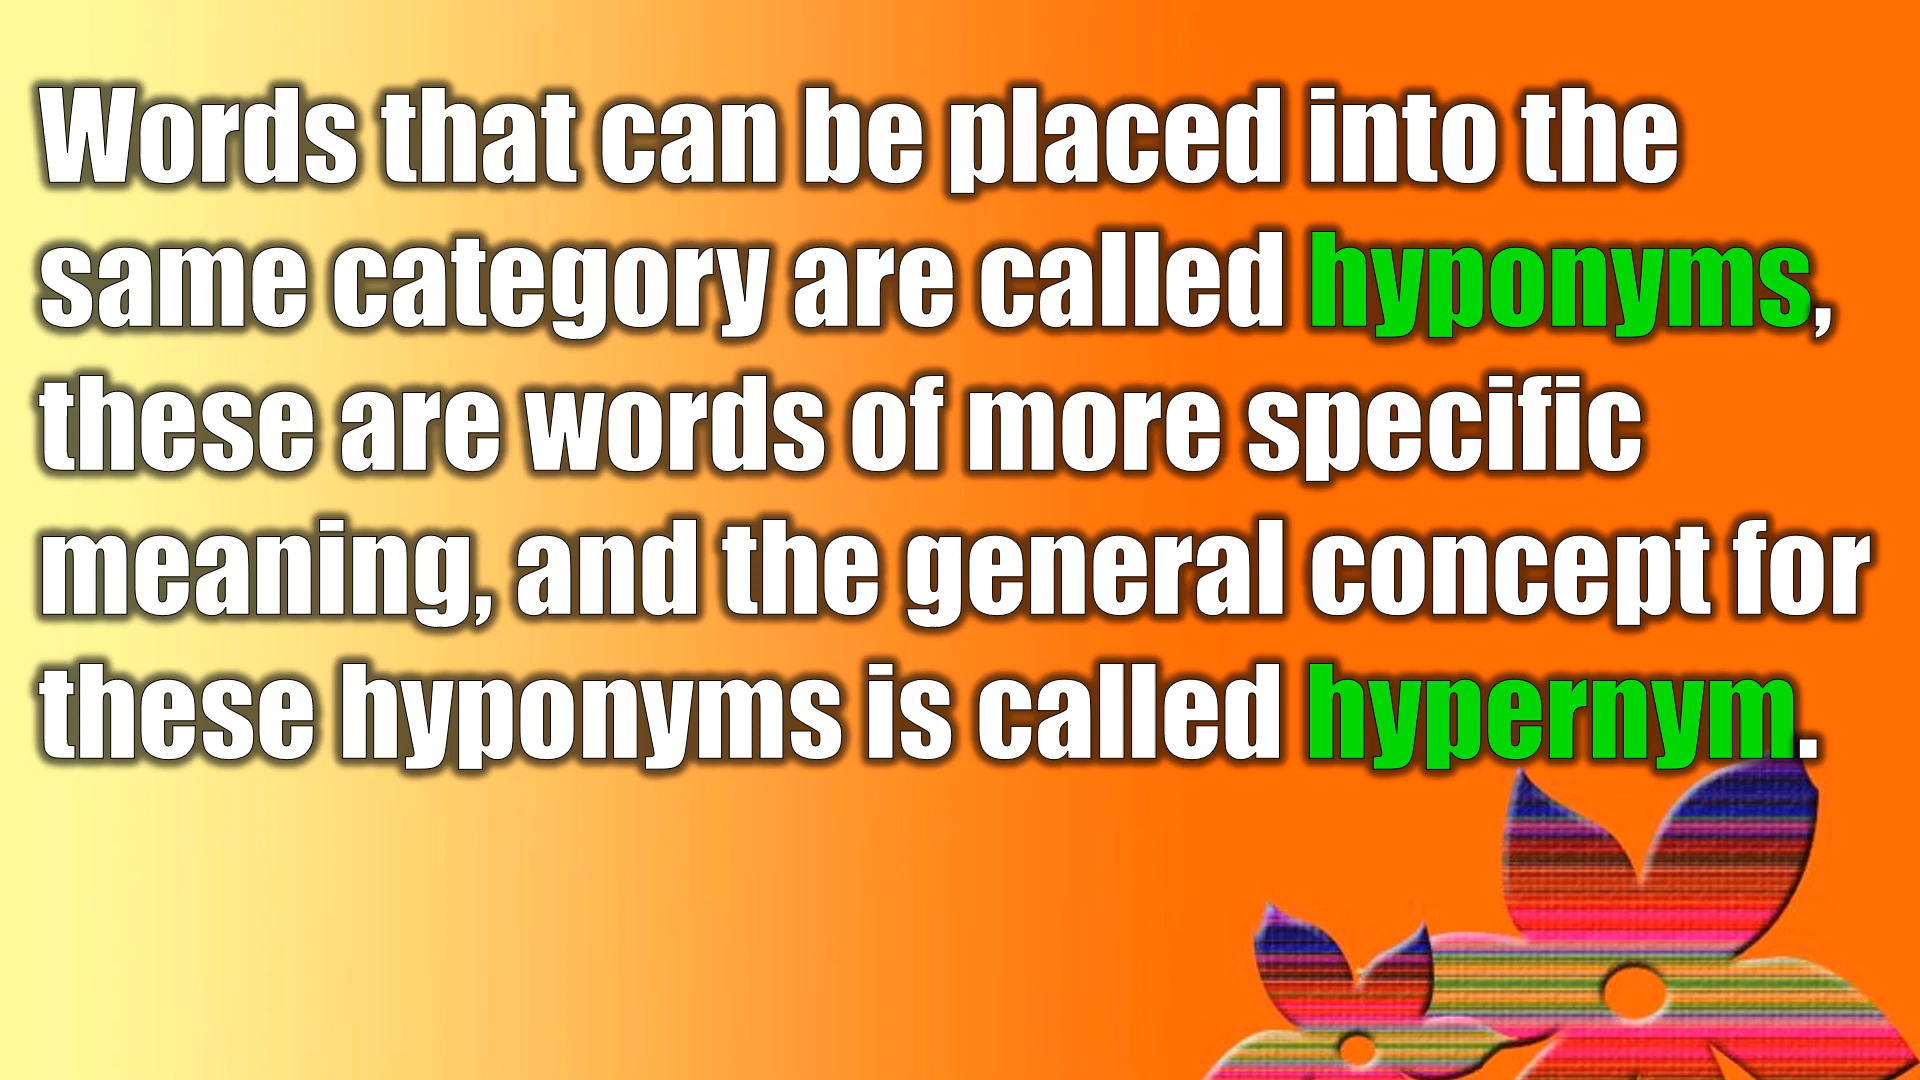 Words that can be placed into the
same category are called hyponyms,
these are words of more specific
meaning, and the general concept for
these hyponyms is called hypernym.